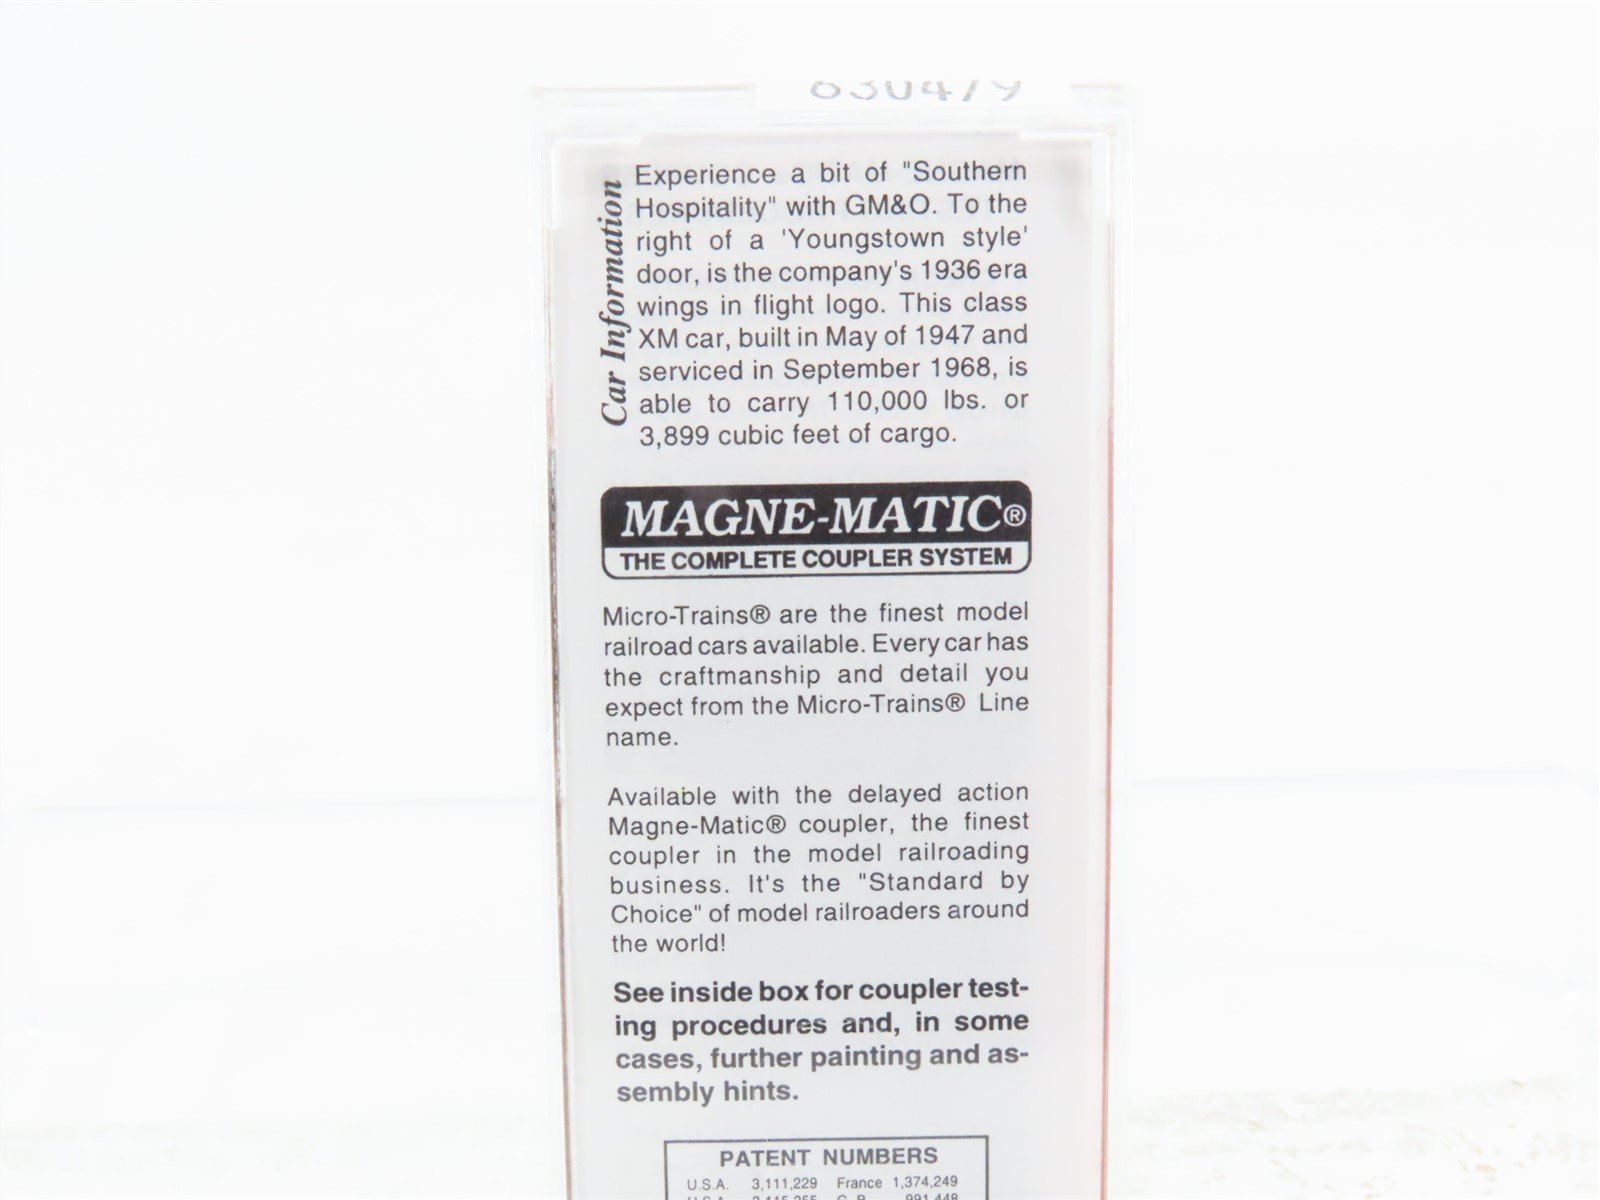 Car Information
Experience a bit of "Southern
Hospitality" with GM&O. To the
right of a 'Youngstown style'
door, is the company's 1936 era
wings in flight logo. This class
XM car, built in May of 1947 and
serviced in September 1968, is
able to carry 110,000 lbs. or
3,899 cubic feet of cargo.
MAGNE-MATIC®
THE COMPLETE COUPLER SYSTEM
Micro-Trains® are the finest model
railroad cars available. Every car has
the craftmanship and detail you
expect from the Micro-Trains® Line
name.
Available with the delayed action
Magne-Matic® coupler, the finest
coupler in the model railroading
business. It's the "Standard by
Choice" of model railroaders around
the world!
See inside box for coupler test-
ing procedures and, in some
cases, further painting and as-
sembly hints.
PATENT NUMBERS
U.S.A. 3,111,229 France 1,374,249